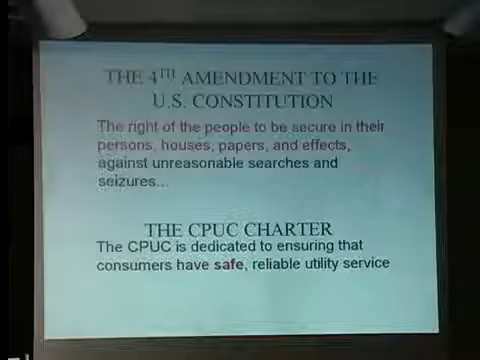 THE 4TH AMENDMENT TO THE
U.S. CONSTITUTION
The right of the people to be secure in their
persons, houses, papers, and effects,
against unreasonable searches and
seizures...
THE CPUC CHARTER
The CPUC is dedicated to ensuring that
consumers have safe, reliable utility service